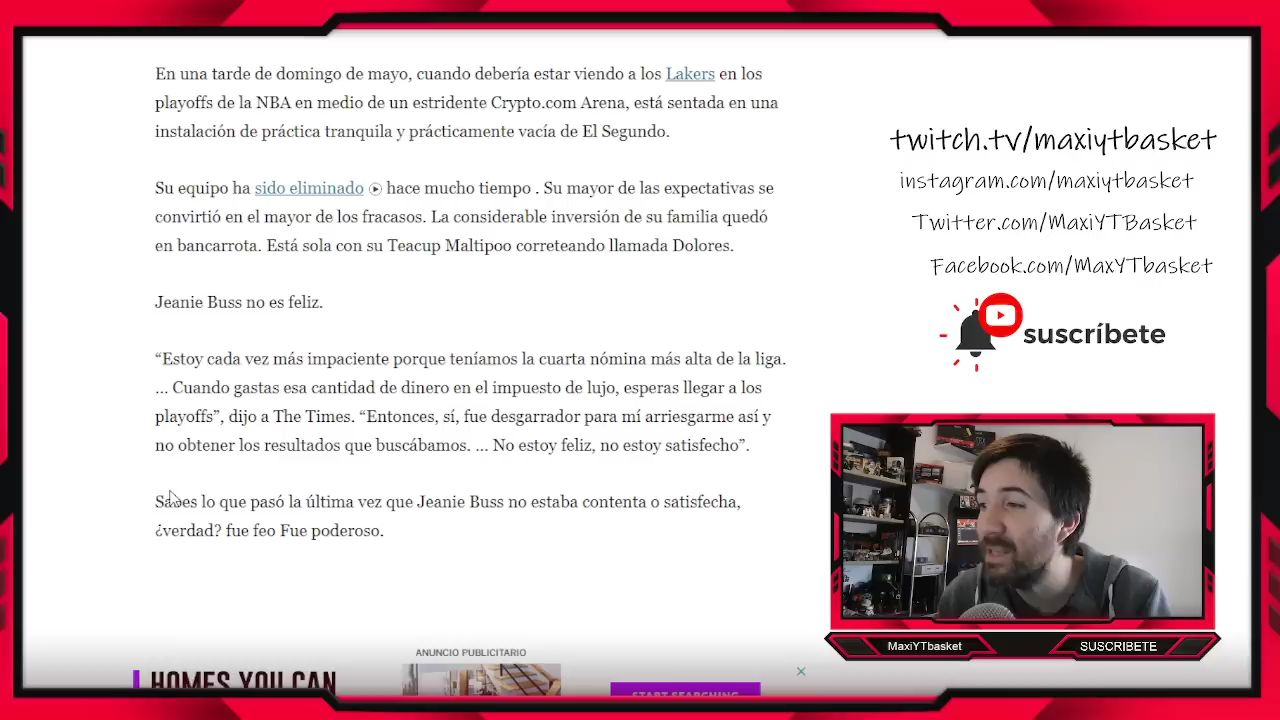 En una tarde de domingo de mayo, cuando debería estar viendo a los Lakers en los
playoffs de la NBA en medio de un estridente Crypto.com Arena, está sentada en una
instalación de práctica tranquila y prácticamente vacía de El Segundo.
Su equipo ha sido eliminado hace mucho tiempo . Su mayor de las expectativas se
convirtió en el mayor de los fracasos. La considerable inversión de su familia quedó
en bancarrota. Está sola con su Teacup Maltipoo correteando llamada Dolores.
Jeanie Buss no es feliz.
“Estoy cada vez más impaciente porque teníamos la cuarta nómina más alta de la liga.
... Cuando gastas esa cantidad de dinero en el impuesto de lujo, esperas llegar a los
playoffs”, dijo a The Times. “Entonces, sí, fue desgarrador para mí arriesgarme así y
no obtener los resultados que buscábamos. ... No estoy feliz, no estoy satisfecho”.
Sabes lo que pasó la última vez que Jeanie Buss no estaba contenta o satisfecha,
¿verdad? fue feo Fue poderoso.
ANUNCIO PUBLICITARIO
HOMES YOU CAN
START SEARCHING
twitch.tv/maxiytbasket
instagram.com/maxiytbasket
Twitter.com/MaxiYTBasket
Facebook.com/MaxYTbasket
suscríbete
MaxiYTbasket
SUSCRIBETE